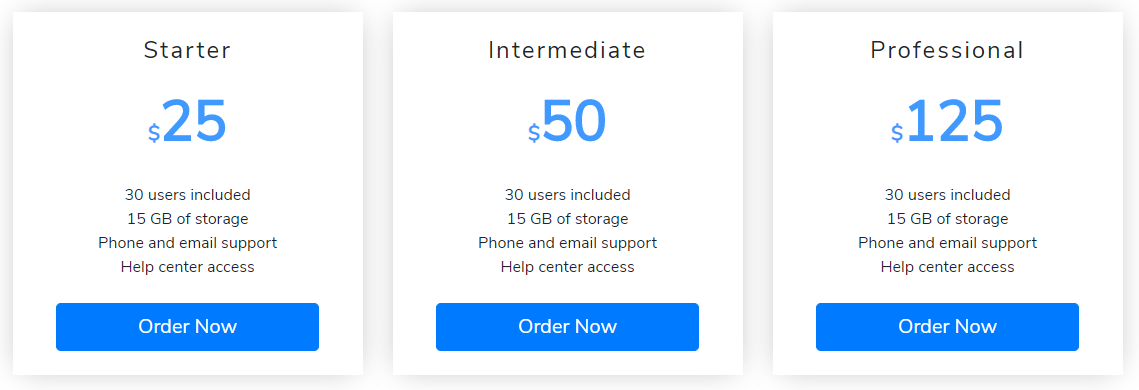 Starter
$25
30 users included
15 GB of storage
Phone and email support
Help center access
Order Now
Intermediate
$50
30 users included
15 GB of storage
Phone and email support
Help center access
Order Now
Professional
$125
30 users included
15 GB of storage
Phone and email support
Help center access
Order Now